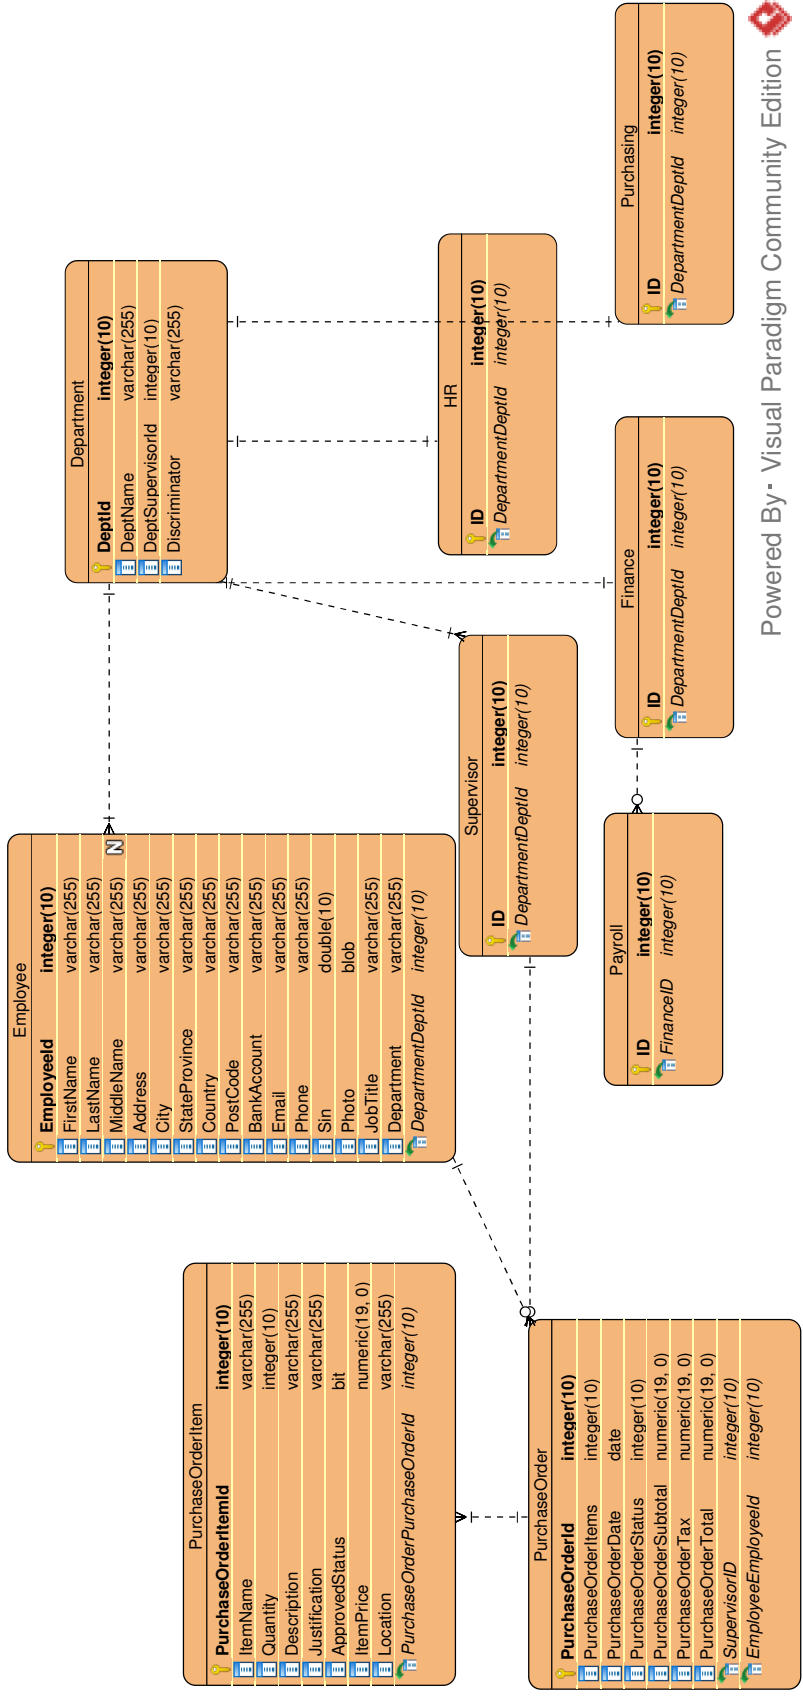 PurchaseOrderItem
PurchaseOrderItemId integer(10)
ItemName varchar(255)
Quantity integer(10)
Description varchar(255)
Justification varchar(255)
ApprovedStatus bit
ItemPrice numeric(19, 0)
Location varchar(255)
PurchaseOrderPurchaseOrderId integer(10)
Employee
EmployeeId integer(10)
FirstName varchar(255)
LastName varchar(255)
MiddleName varchar(255)
N
Address varchar(255)
City varchar(255)
StateProvince varchar(255)
Country varchar(255)
PostCode varchar(255)
BankAccount varchar(255)
Email varchar(255)
Phone varchar(255)
Sin double(10)
Photo blob
JobTitle varchar(255)
Department varchar(255)
DepartmentDeptId integer(10)
Department
DeptId integer(10)
DeptName varchar(255)
DeptSupervisorId integer(10)
Discriminator varchar(255)
HR
ID integer(10)
DepartmentDeptId integer(10)
Supervisor
ID integer(10)
DepartmentDeptId integer(10)
PurchaseOrder
PurchaseOrderId integer(10)
PurchaseOrderItems integer(10)
PurchaseOrderDate date
PurchaseOrderStatus integer(10)
PurchaseOrderSubtotal numeric(19, 0)
PurchaseOrderTax numeric(19, 0)
PurchaseOrderTotal numeric(19, 0)
SupervisorID integer(10)
EmployeeEmployeeId integer(10)
Payroll
ID integer(10)
FinanceID integer(10)
Finance
ID integer(10)
DepartmentDeptId integer(10)
Purchasing
ID integer(10)
DepartmentDeptId integer(10)
Powered By· Visual Paradigm Community Edition